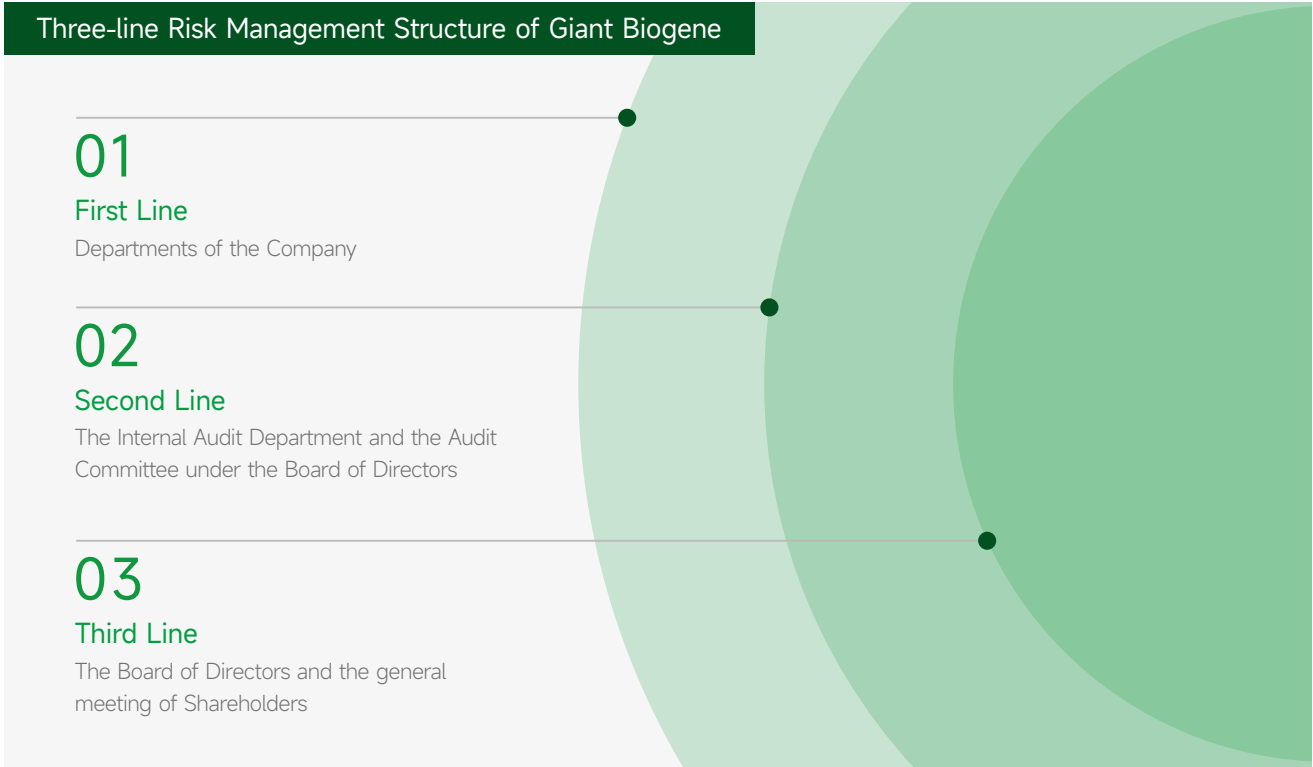 Three-line Risk Management Structure of Giant Biogene
01
First Line
Departments of the Company
02
Second Line
The Internal Audit Department and the Audit
Committee under the Board of Directors
03
Third Line
The Board of Directors and the general
meeting of Shareholders